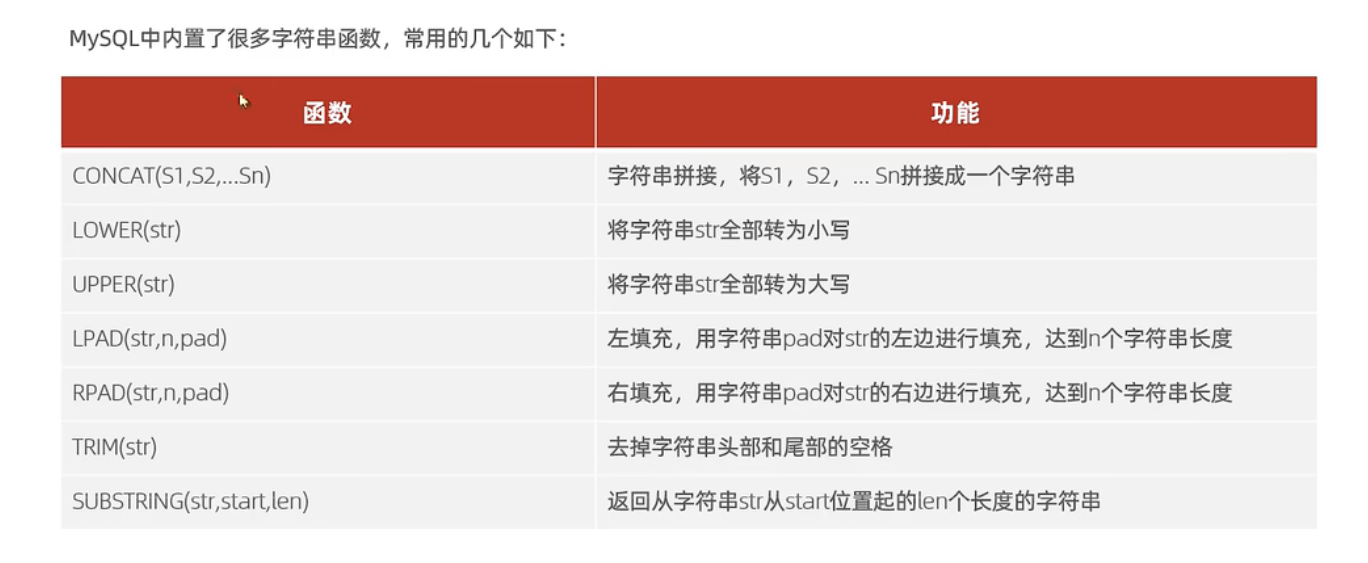 MySQL中内置了很多字符串函数，常用的几个如下：
函数 功能
CONCAT(S1,S2,...Sn) 字符串拼接，将S1，S2，... Sn拼接成一个字符串
LOWER(str) 将字符串str全部转为小写
UPPER(str) 将字符串str全部转为大写
LPAD(str,n,pad) 左填充，用字符串pad对str的左边进行填充，达到n个字符串长度
RPAD(str,n,pad) 右填充，用字符串pad对str的右边进行填充，达到n个字符串长度
TRIM(str) 去掉字符串头部和尾部的空格
SUBSTRING(str,start,len) 返回从字符串str从start位置起的len个长度的字符串